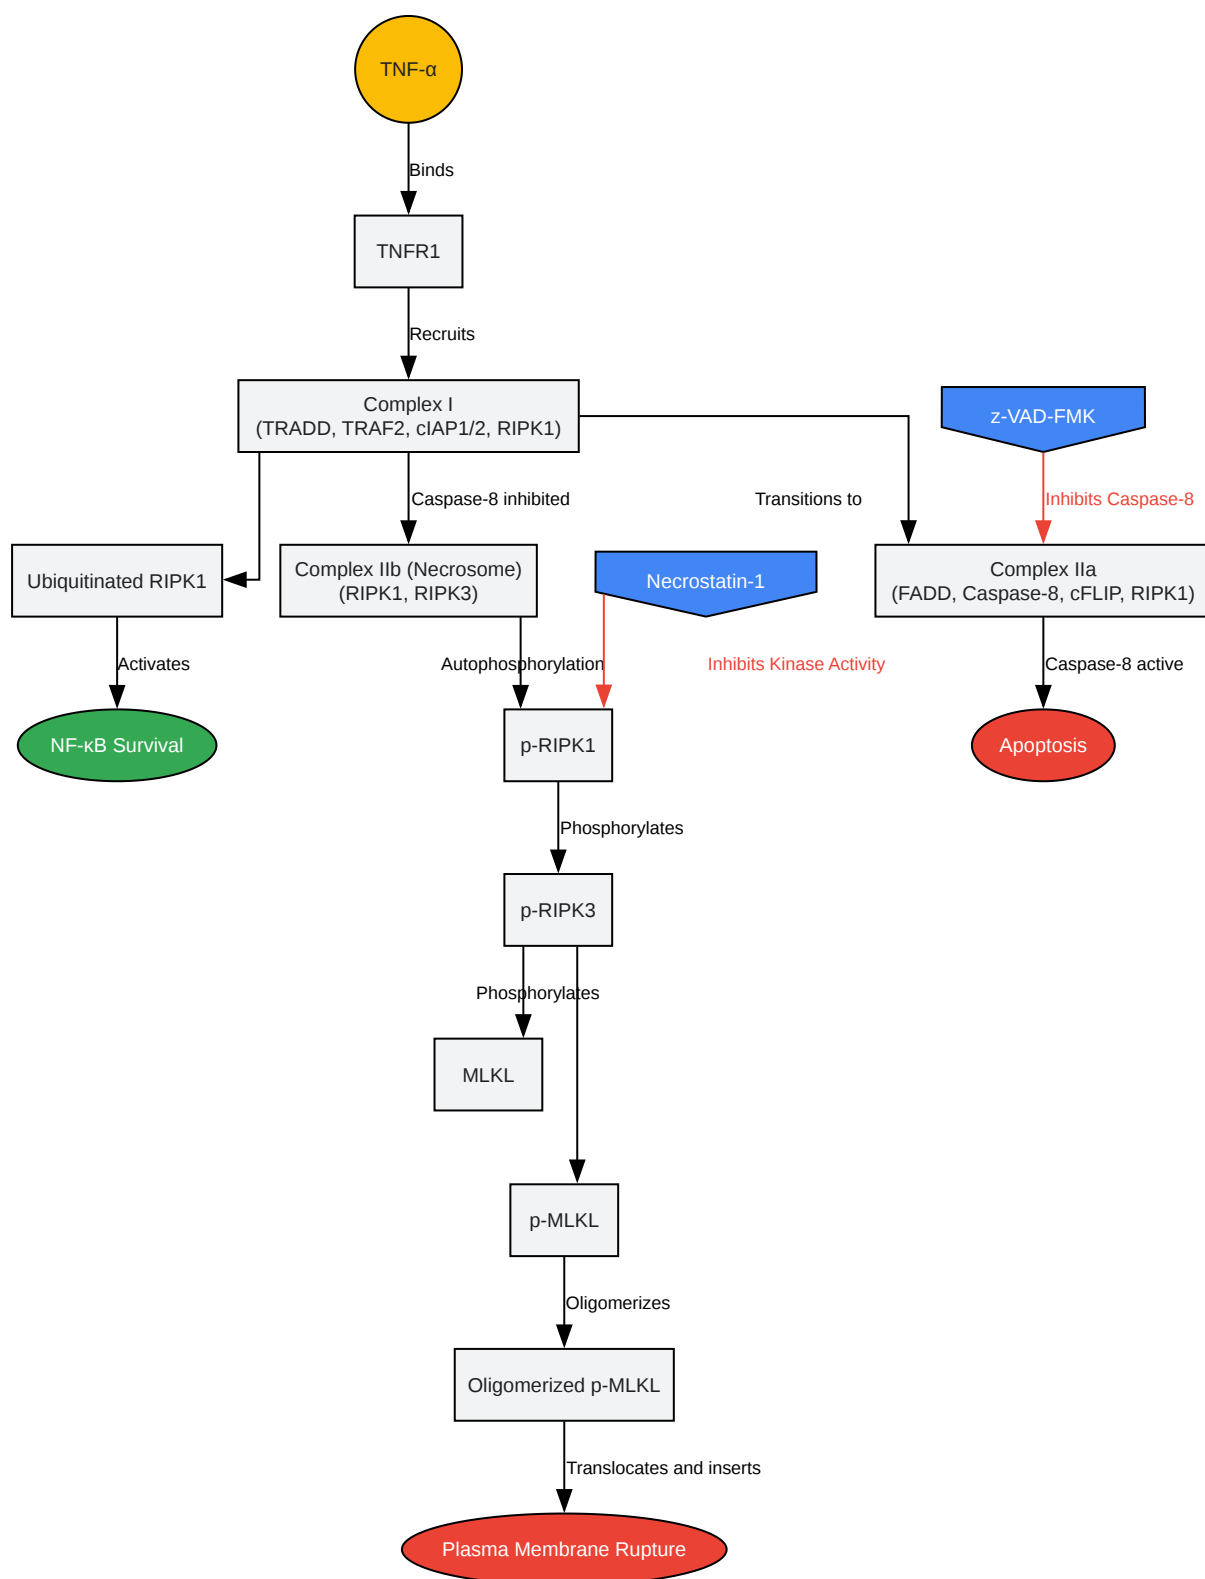 TNF-α
Binds
TNFR1
Recruits
Complex I
(TRADD, TRAF2, cIAP1/2, RIPK1)
z-VAD-FMK
Caspase-8 inhibited
Transitions to
Inhibits Caspase-8
Ubiquitinated RIPK1
Complex IIb (Necrosome)
(RIPK1, RIPK3)
Necrostatin-1
Complex IIa
(FADD, Caspase-8, cFLIP, RIPK1)
Activates
Autophosphorylation
Inhibits Kinase Activity
Caspase-8 active
NF-κB Survival
p-RIPK1
Apoptosis
Phosphorylates
p-RIPK3
Phosphorylates
MLKL
p-MLKL
Oligomerizes
Oligomerized p-MLKL
Translocates and inserts
Plasma Membrane Rupture